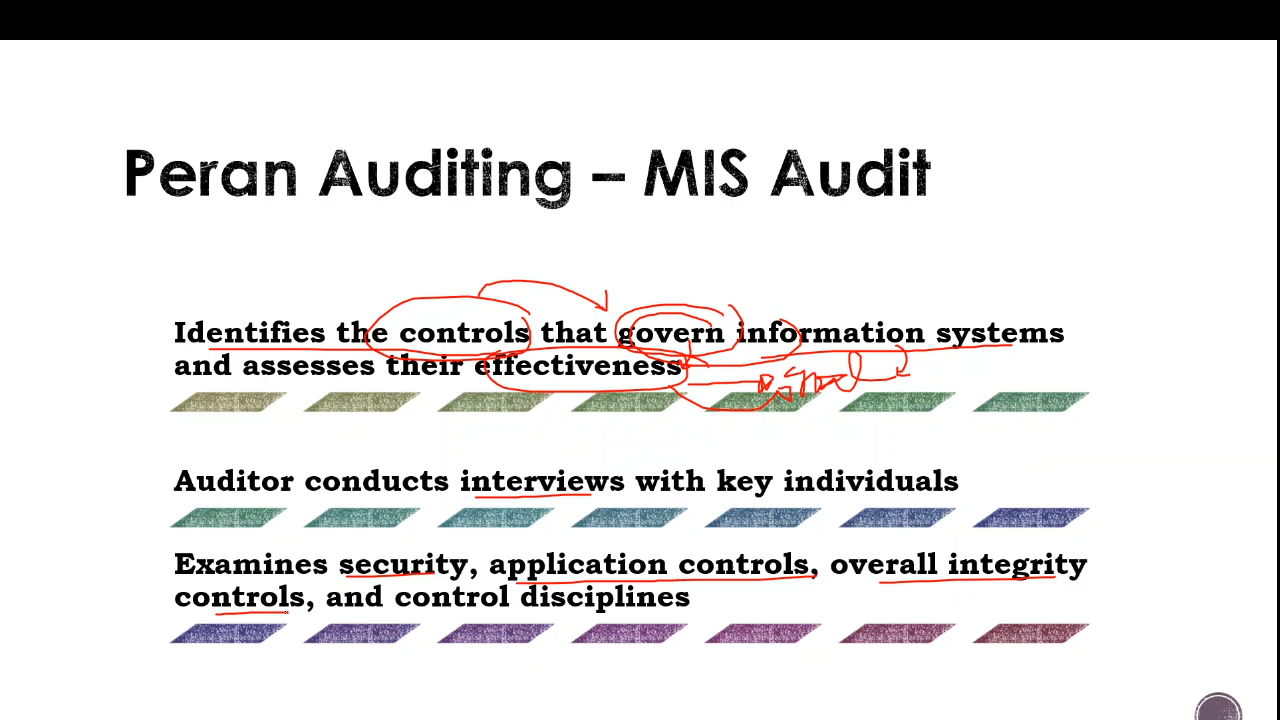 Peran Auditing – MIS Audit
Identifies the controls that govern information systems
and assesses their effectiveness
Auditor conducts interviews with key individuals
Examines security, application controls, overall integrity
controls, and control disciplines